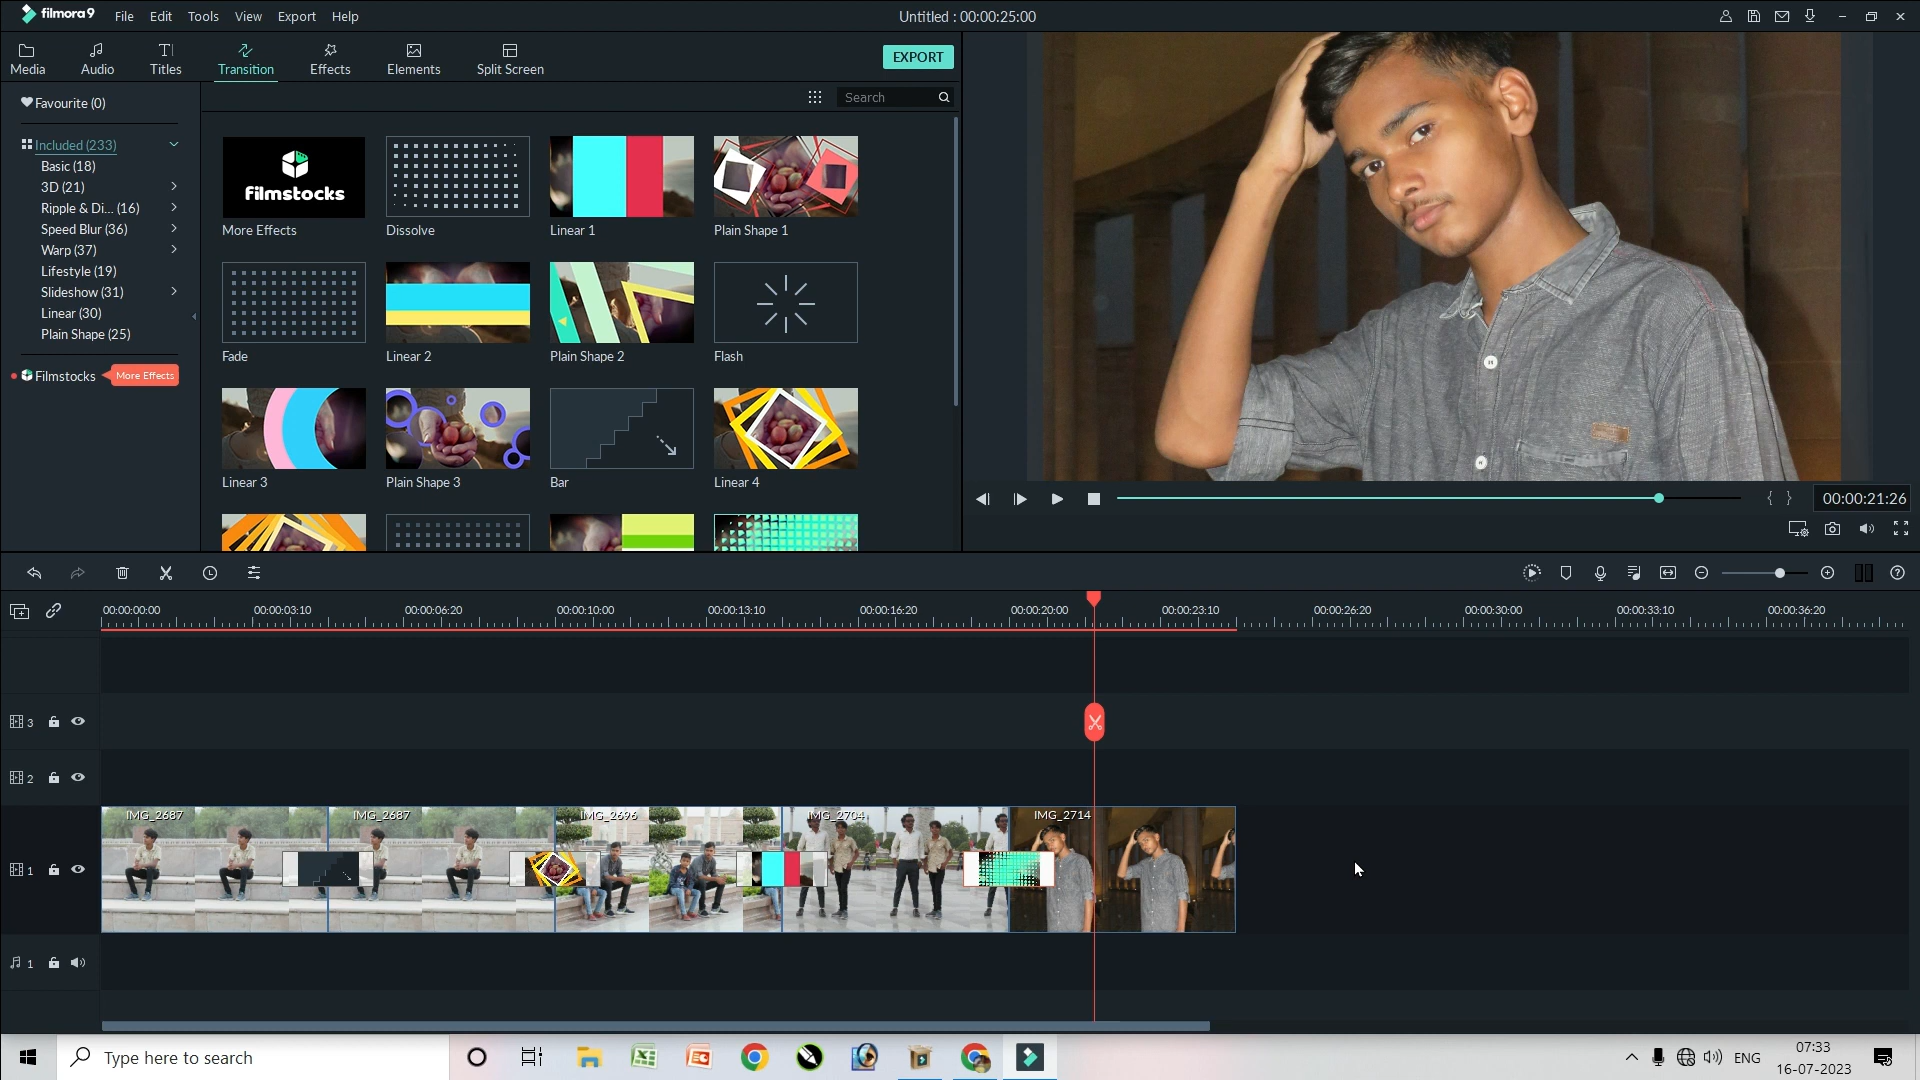 filmora9 File Edit Tools View Export Help Untitled : 00:00:25:00
Media Audio Titles Transition Effects Elements Split Screen EXPORT
Favourite (0) Search
Included (233)
Basic (18)
3D (21)
Ripple & Di... (16)
Speed Blur (36)
Warp (37)
Lifestyle (19)
Slideshow (31)
Linear (30)
Plain Shape (25)
Filmstocks More Effects
filmstocks
More Effects Dissolve Linear 1 Plain Shape 1
Fade Linear 2 Plain Shape 2 Flash
Linear 3 Plain Shape 3 Bar Linear 4
00:00:21:26
00:00:00:00 00:00:03:10 00:00:06:20 00:00:10:00 00:00:13:10 00:00:16:20 00:00:20:00 00:00:23:10 00:00:26:20 00:00:30:00 00:00:33:10 00:00:36:20
3
2
IMG_2687 IMG_2687 IMG_2696 IMG_2704 IMG_2714
1
1
Type here to search ENG 07:33
16-07-2023